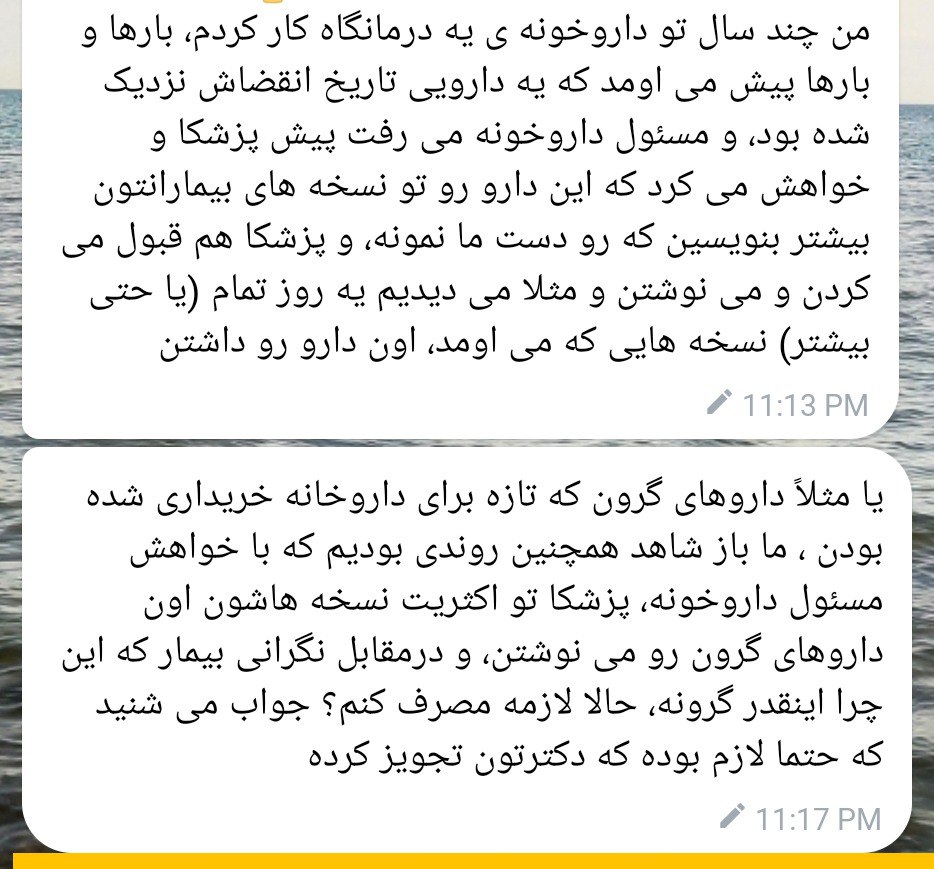 من چند سال تو داروخونه ی یه درمانگاه کار کردم، بارها و
بارها پیش می اومد که یه دارویی تاریخ انقضاش نزدیک
شده بود، و مسئول داروخونه می رفت پیش پزشکا و
خواهش می کرد که این دارو رو تو نسخه های بیمارانتون
بیشتر بنویسین که رو دست ما نمونه، و پزشکا هم قبول می
کردن و می نوشتن و مثلا می دیدیم یه روز تمام (یا حتی
بیشتر) نسخه هایی که می اومد، اون دارو رو داشتن
11:13 PM
یا مثلاً داروهای گرون که تازه برای داروخانه خریداری شده
بودن ، ما باز شاهد همچنین روندی بودیم که با خواهش
مسئول داروخونه، پزشکا تو اکثریت نسخه هاشون اون
داروهای گرون رو می نوشتن، و درمقابل نگرانی بیمار که این
چرا اینقدر گرونه، حالا لازمه مصرف کنم؟ جواب می شنید
که حتما لازم بوده که دکترتون تجویز کرده
11:17 PM